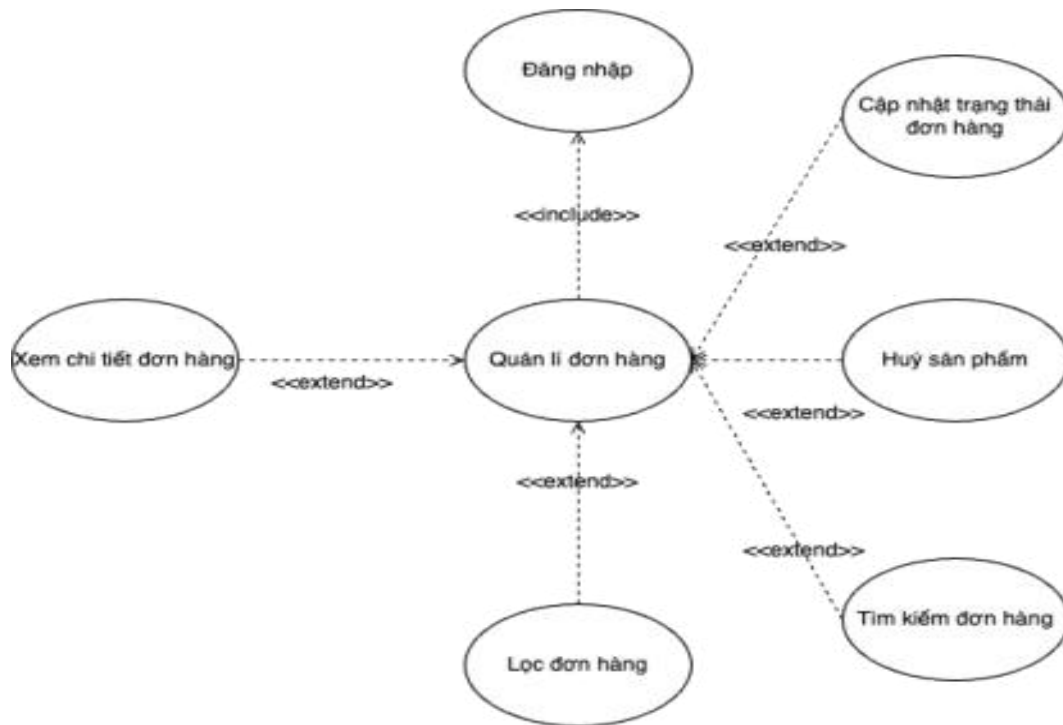 Đăng nhập
Cập nhật trạng thái
đơn hàng
<<include>>
<<extend>>
Xem chi tiết đơn hàng
<<extend>>
Quản lí đơn hàng
Huỷ sản phẩm
<<extend>>
<<extend>>
<<extend>>
Lọc đơn hàng
Tìm kiếm đơn hàng